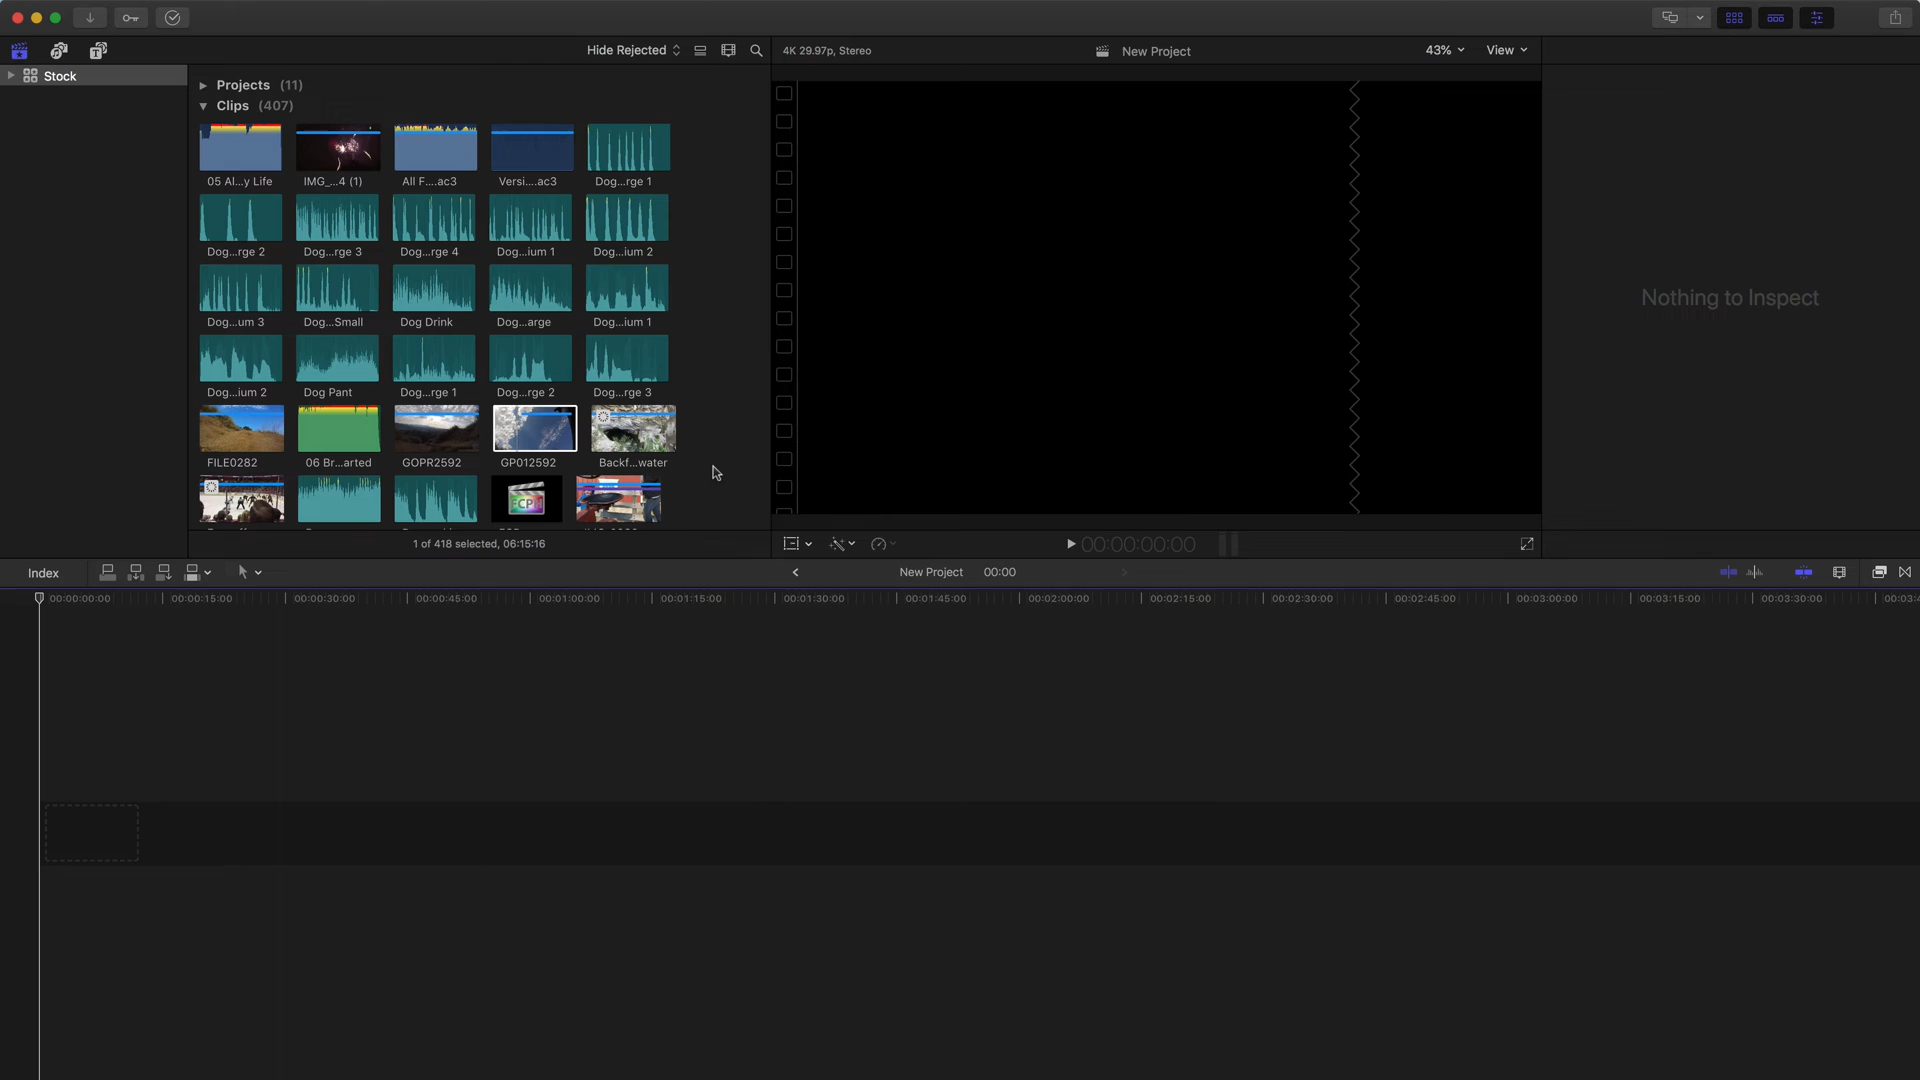 Hide Rejected
4K 29.97p, Stereo
New Project
43%
View
Stock
Projects (11)
Clips (407)
05 Al...y Life
IMG_...4 (1)
All F....ac3
Versi....ac3
Dog...rge 1
Dog...rge 2
Dog...rge 3
Dog...rge 4
Dog...ium 1
Dog...ium 2
Dog...um 3
Dog...Small
Dog Drink
Dog...arge
Dog...ium 1
Dog...ium 2
Dog Pant
Dog...rge 1
Dog...rge 2
Dog...rge 3
FILE0282
06 Br...arted
GOPR2592
GP012592
Backf...water
FCP
Nothing to Inspect
1 of 418 selected, 06:15:16
00:00:00:00
Index
New Project 00:00
00:00:00:00 00:00:15:00 00:00:30:00 00:00:45:00 00:01:00:00 00:01:15:00 00:01:30:00 00:01:45:00 00:02:00:00 00:02:15:00 00:02:30:00 00:02:45:00 00:03:00:00 00:03:15:00 00:03:30:00